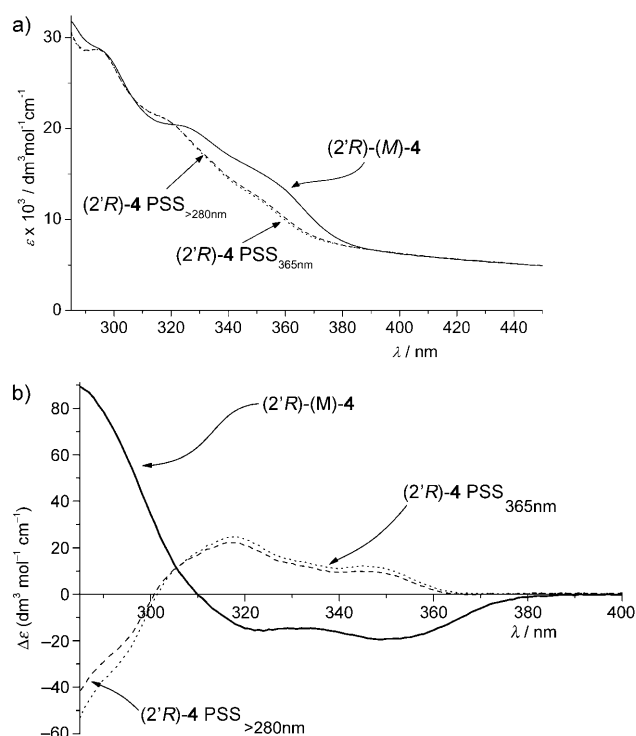 a)
30
20
10
0
ε x 10³ / dm³mol⁻¹cm⁻¹
(2'R)-(M)-4
(2'R)-4 PSS>280nm
(2'R)-4 PSS365nm
300 320 340 360 380 400 420 440
λ / nm
b)
80
60
40
20
0
−20
−40
−60
Δε (dm³ mol⁻¹ cm⁻¹)
(2'R)-(M)-4
(2'R)-4 PSS
365nm
300 320 340 360 380 400
λ / nm
(2'R)-4 PSS
>280nm